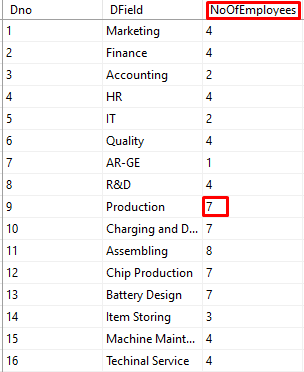 Dno DField NoOfEmployees
1 Marketing 4
2 Finance 4
3 Accounting 2
4 HR 4
5 IT 2
6 Quality 4
7 AR-GE 1
8 R&D 4
9 Production 7
10 Charging and D... 7
11 Assembling 8
12 Chip Production 7
13 Battery Design 7
14 Item Storing 3
15 Machine Maint... 4
16 Techinal Service 4